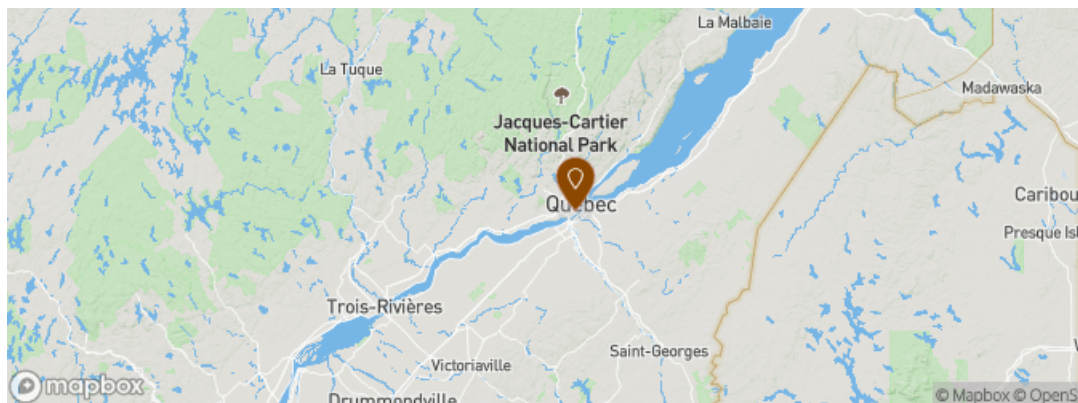 La Malbaie
La Tuque
Madawaska
Jacques-Cartier
National Park
Caribou
Québec
Presque Isl
Trois-Rivières
Saint-Georges
Victoriaville
mapbox
© Mapbox © OpenS
Drummondville